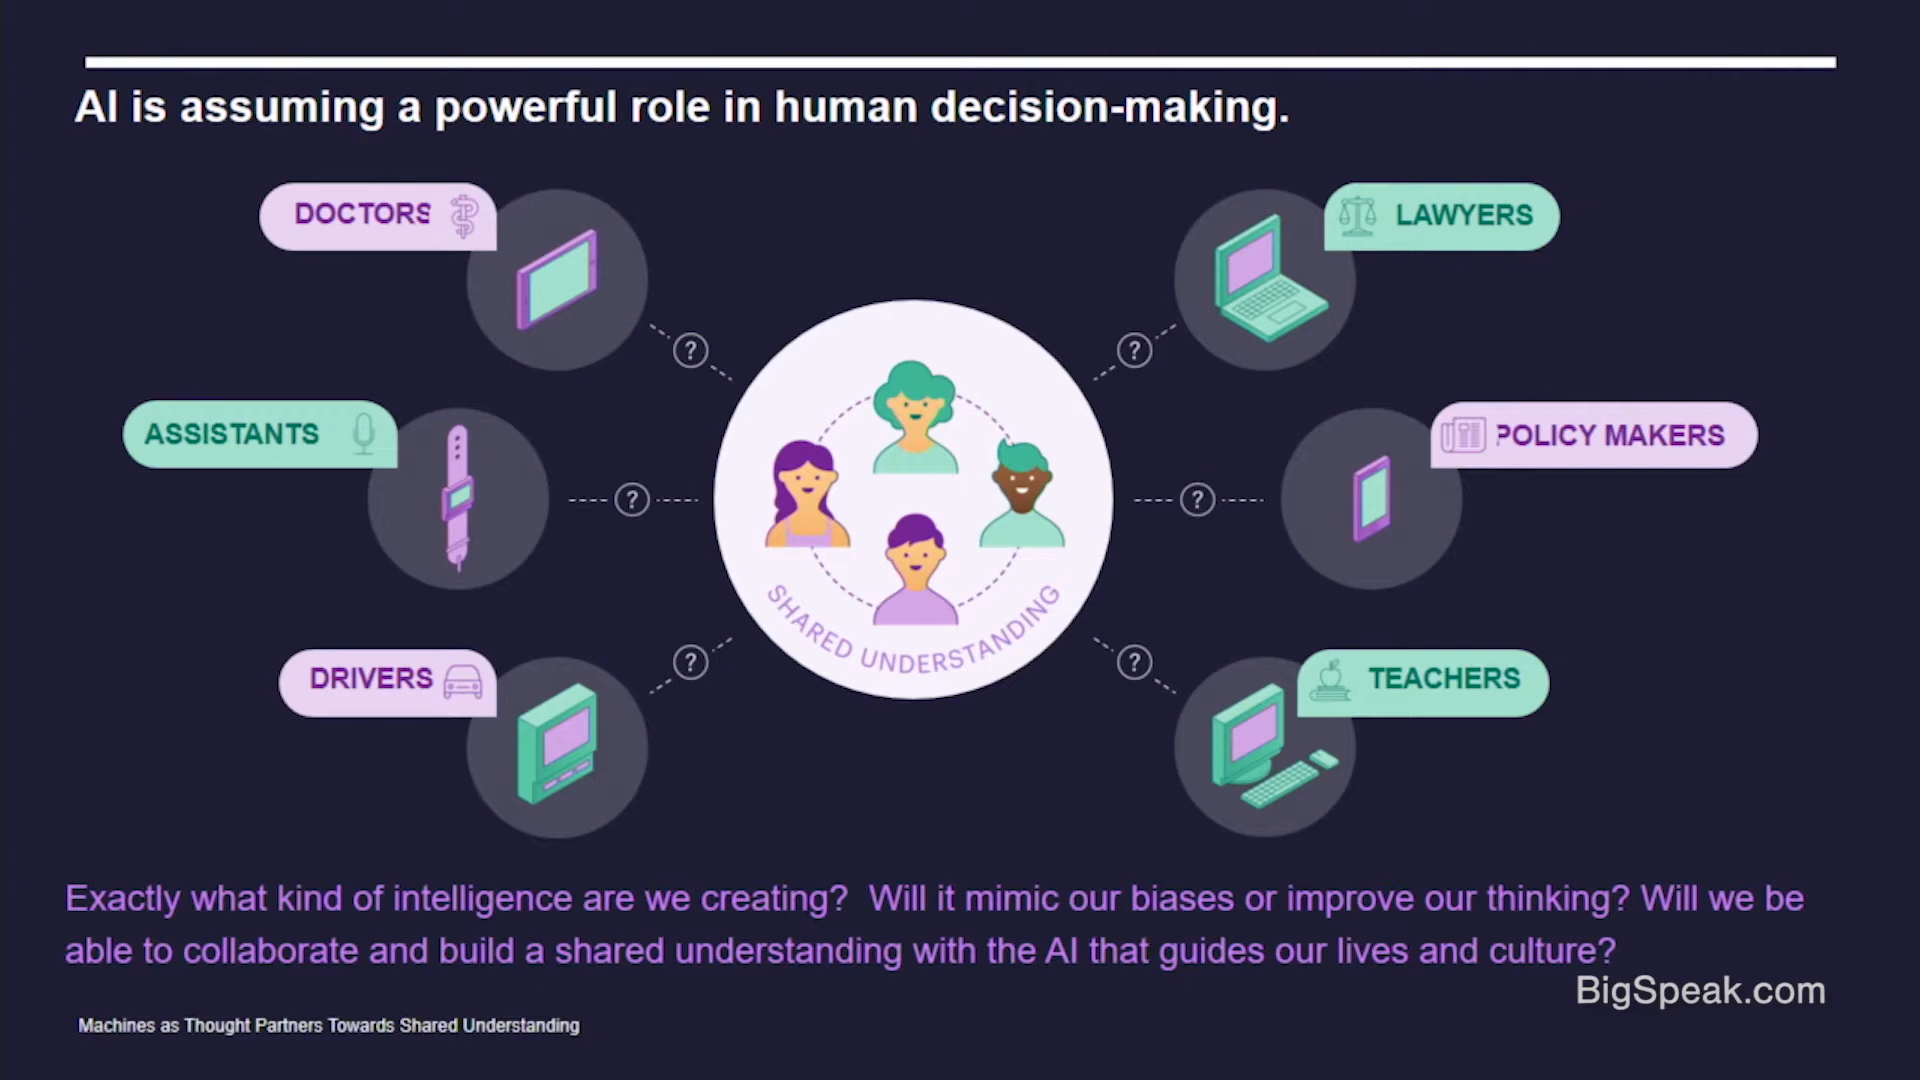 AI is assuming a powerful role in human decision-making.
DOCTORS
LAWYERS
?
?
ASSISTANTS
POLICY MAKERS
?
?
SHARED UNDERSTANDING
DRIVERS
?
?
TEACHERS
Exactly what kind of intelligence are we creating?  Will it mimic our biases or improve our thinking? Will we be
able to collaborate and build a shared understanding with the AI that guides our lives and culture?
BigSpeak.com
Machines as Thought Partners Towards Shared Understanding